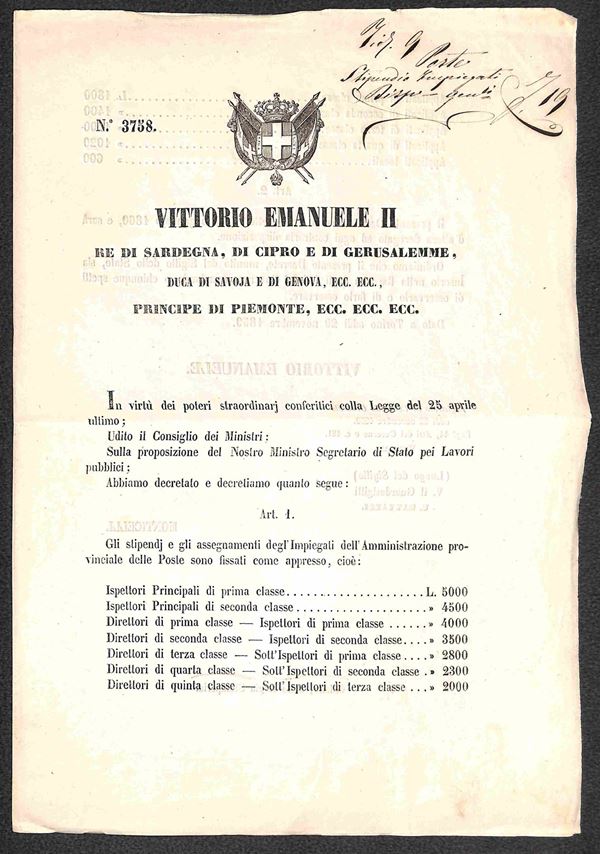 Poste
Stipendio Impiegati
19
N.° 3758.
VITTORIO EMANUELE II
RE DI SARDEGNA, DI CIPRO E DI GERUSALEMME,
DUCA DI SAVOJA E DI GENOVA, ECC. ECC.,
PRINCIPE DI PIEMONTE, ECC. ECC. ECC.
In virtù dei poteri straordinarj conferitici colla Legge del 25 aprile
ultimo;
Udito il Consiglio dei Ministri:
Sulla proposizione del Nostro Ministro Segretario di Stato pei Lavori
pubblici;
Abbiamo decretato e decretiamo quanto segue:
Art. 1.
Gli stipendj e gli assegnamenti degl'Impiegati dell'Amministrazione pro-
vinciale delle Poste sono fissati come appresso, cioè:
Ispettori Principali di prima classe......................L. 5000
Ispettori Principali di seconda classe....................» 4500
Direttori di prima classe — Ispettori di prima classe ......» 4000
Direttori di seconda classe — Ispettori di seconda classe....» 3500
Direttori di terza classe — Sott'Ispettori di prima classe ....» 2800
Direttori di quarta classe — Sott'Ispettori di seconda classe .» 2300
Direttori di quinta classe — Sott'Ispettori di terza classe ...» 2000